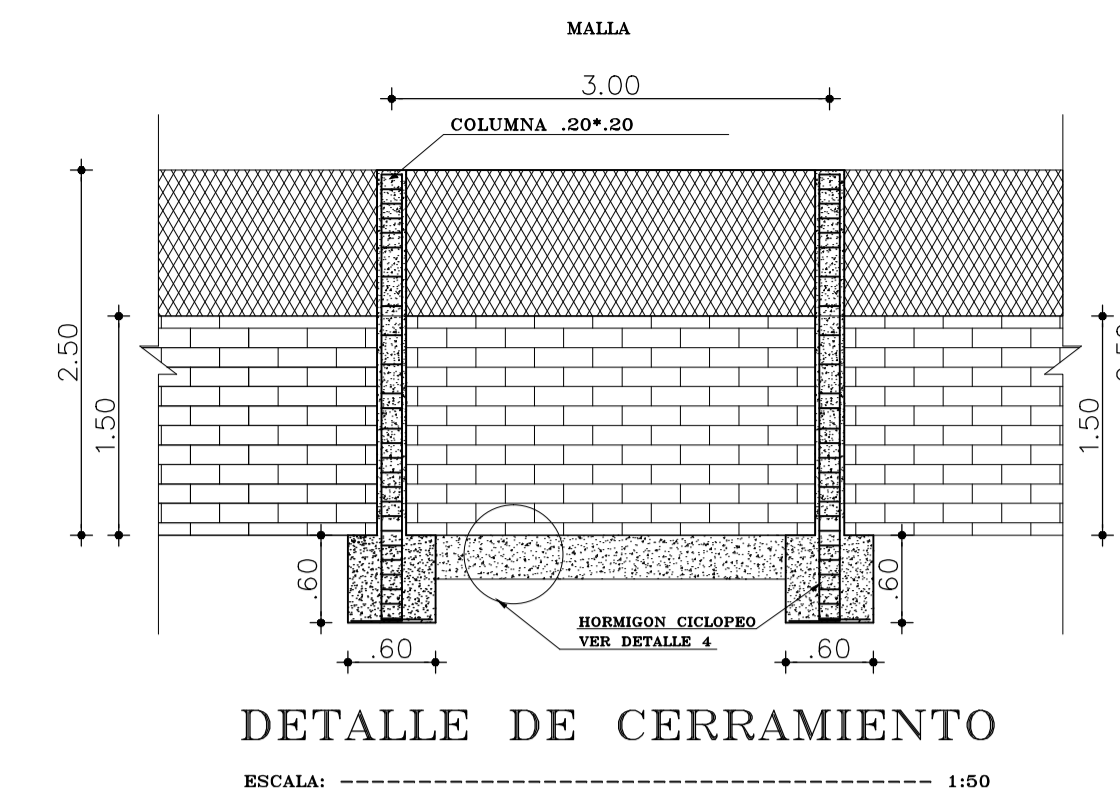 MALLA
3.00
COLUMNA .20*.20
2.50
1.50
1.50
.60
.60
HORMIGON CICLOPEO
VER DETALLE 4
.60
.60
DETALLE DE CERRAMIENTO
ESCALA: 1:50